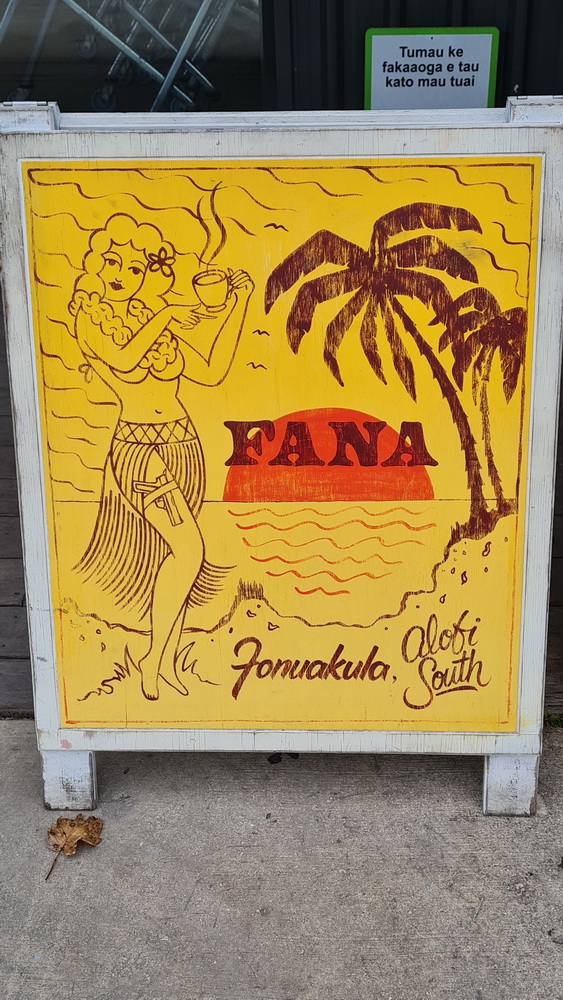 Tumau ke
fakaaoga e tau
kato mau tuai
FANA
Fonuakula, Alofi
South